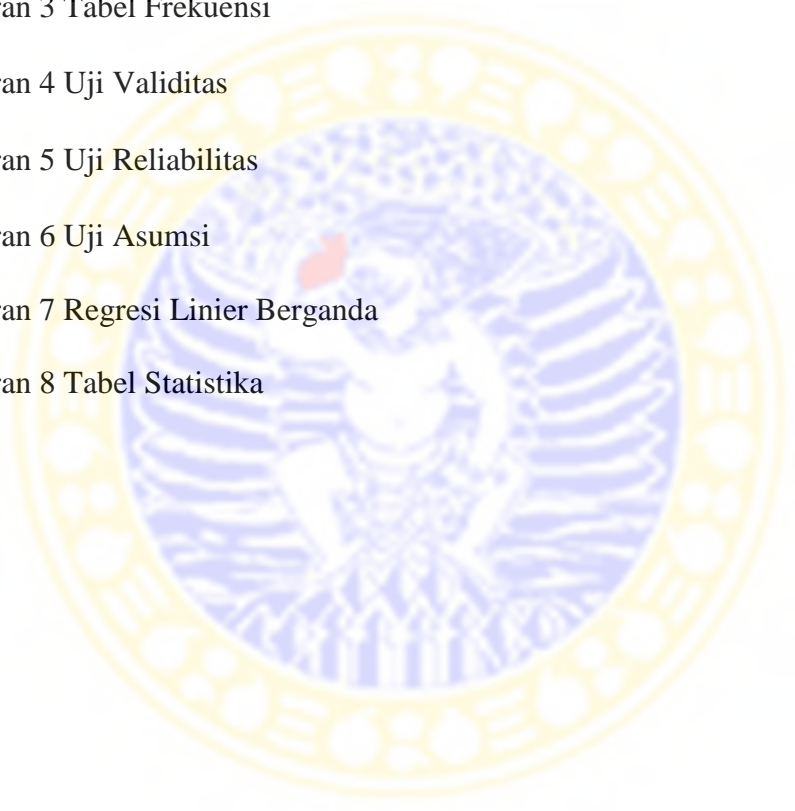 ran 3 Tabel Frekuensi
ran 4 Uji Validitas
ran 5 Uji Reliabilitas
ran 6 Uji Asumsi
ran 7 Regresi Linier Berganda
ran 8 Tabel Statistika